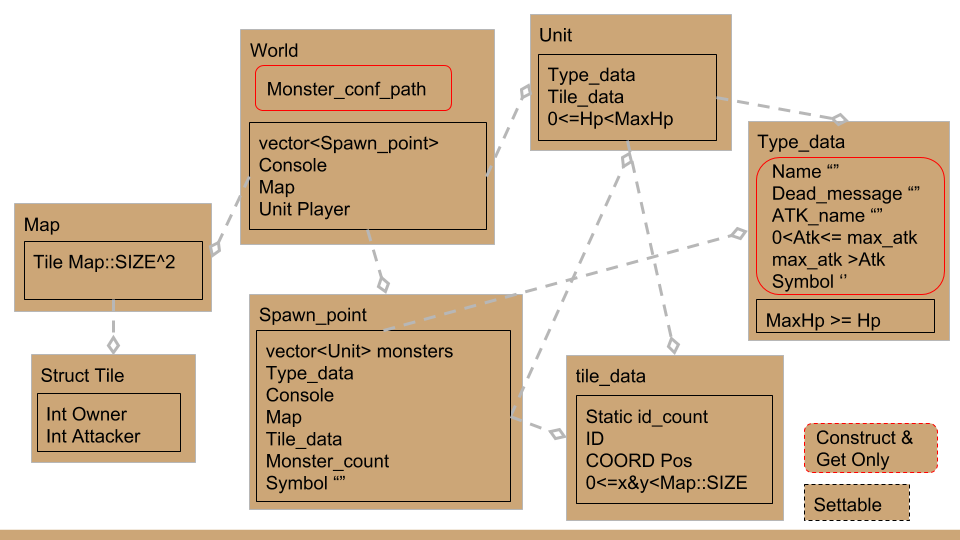 World
Monster_conf_path
vector<Spawn_point>
Console
Map
Unit Player
Unit
Type_data
Tile_data
0<=Hp<MaxHp
Type_data
Name “”
Dead_message “”
ATK_name “”
0<Atk<= max_atk
max_atk >Atk
Symbol ‘’
MaxHp >= Hp
Map
Tile Map::SIZE^2
Struct Tile
Int Owner
Int Attacker
Spawn_point
vector<Unit> monsters
Type_data
Console
Map
Tile_data
Monster_count
Symbol “”
tile_data
Static id_count
ID
COORD Pos
0<=x&y<Map::SIZE
Construct &
Get Only
Settable